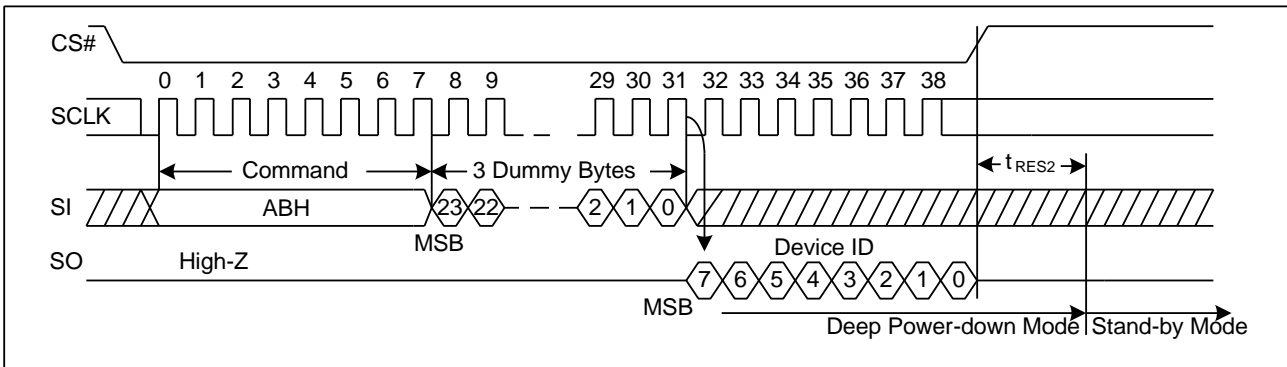 CS#
0 1 2 3 4 5 6 7 8 9 29 30 31 32 33 34 35 36 37 38
SCLK
Command 3 Dummy Bytes tRES2
SI ABH 23 22 2 1 0
MSB Device ID
SO High-Z
7 6 5 4 3 2 1 0
MSB
Deep Power-down Mode Stand-by Mode